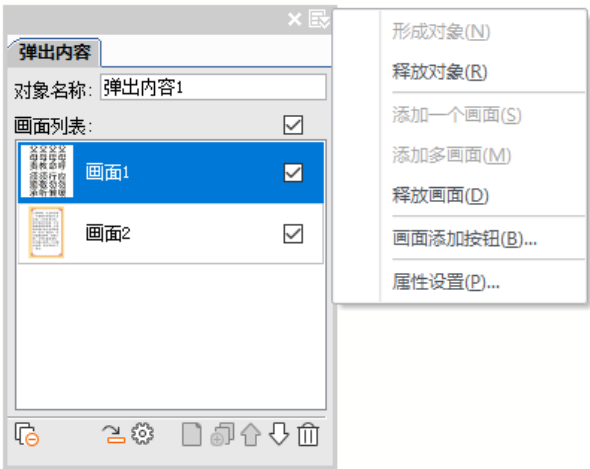 弹出内容
对象名称: 弹出内容1
画面列表:
画面1
画面2
形成对象(N)
释放对象(R)
添加一个画面(S)
添加多画面(M)
释放画面(D)
画面添加按钮(B)...
属性设置(P)...